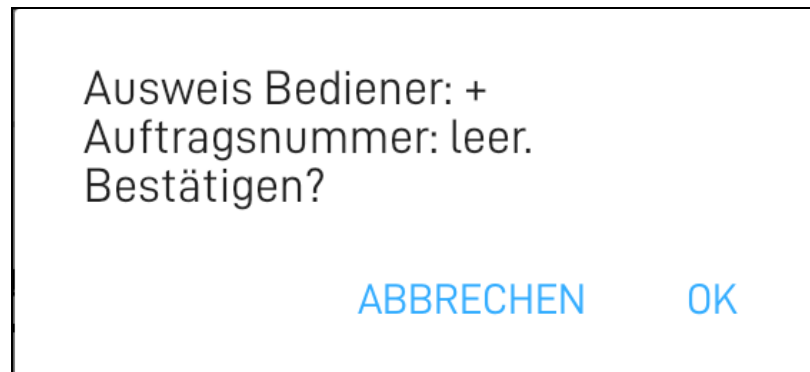 Ausweis Bediener: +
Auftragsnummer: leer.
Bestätigen?
ABBRECHEN OK